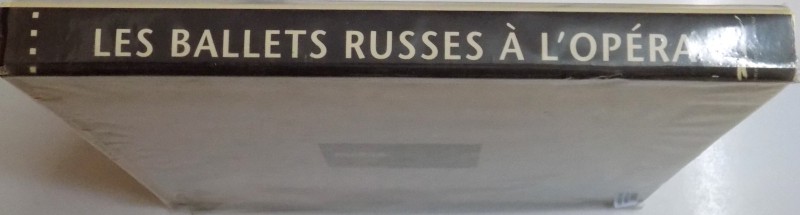 LES BALLETS RUSSES À L'OPÉRA